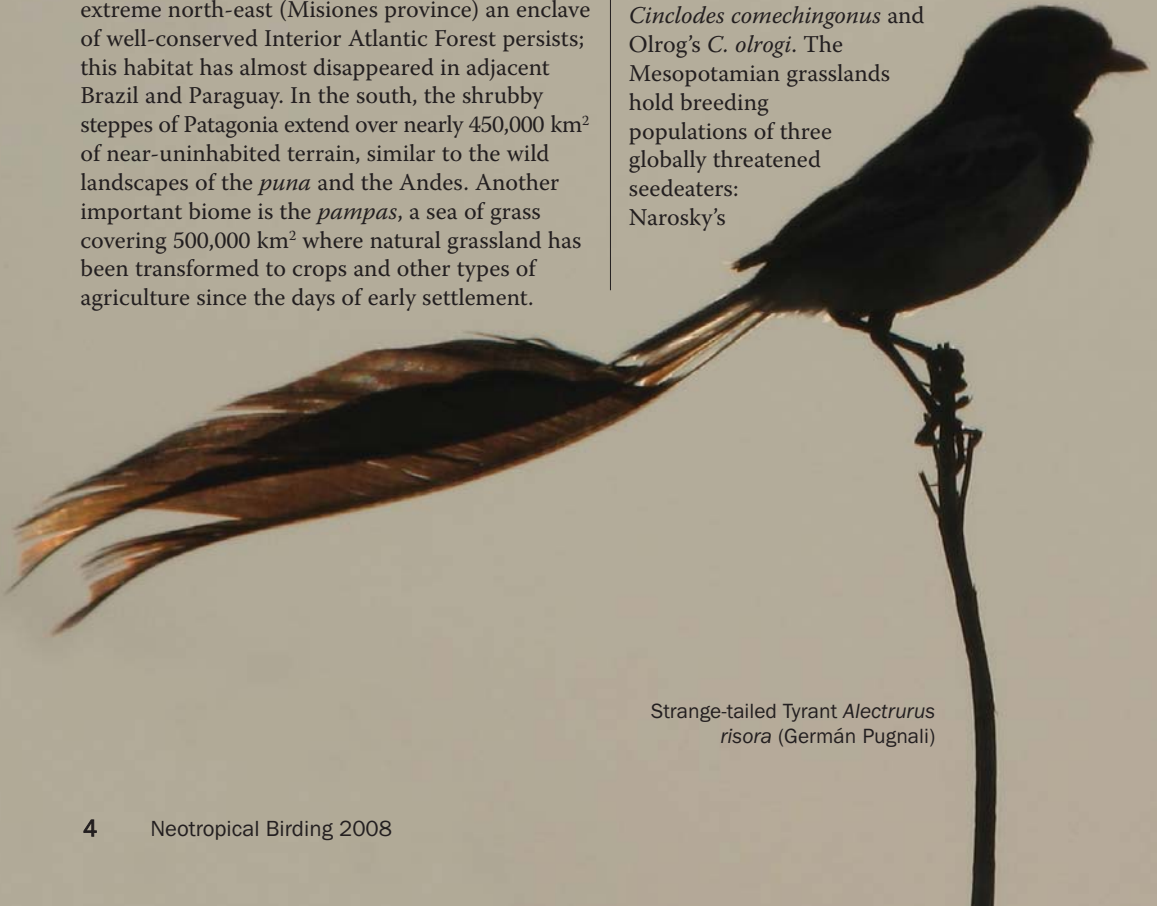 extreme north-east (Misiones province) an enclave
of well-conserved Interior Atlantic Forest persists;
this habitat has almost disappeared in adjacent
Brazil and Paraguay. In the south, the shrubby
steppes of Patagonia extend over nearly 450,000 km²
of near-uninhabited terrain, similar to the wild
landscapes of the puna and the Andes. Another
important biome is the pampas, a sea of grass
covering 500,000 km² where natural grassland has
been transformed to crops and other types of
agriculture since the days of early settlement.
Cinclodes comechingonus and
Olrog's C. olrogi. The
Mesopotamian grasslands
hold breeding
populations of three
globally threatened
seedeaters:
Narosky's
Strange-tailed Tyrant Alectrurus
risora (Germán Pugnali)
4 Neotropical Birding 2008